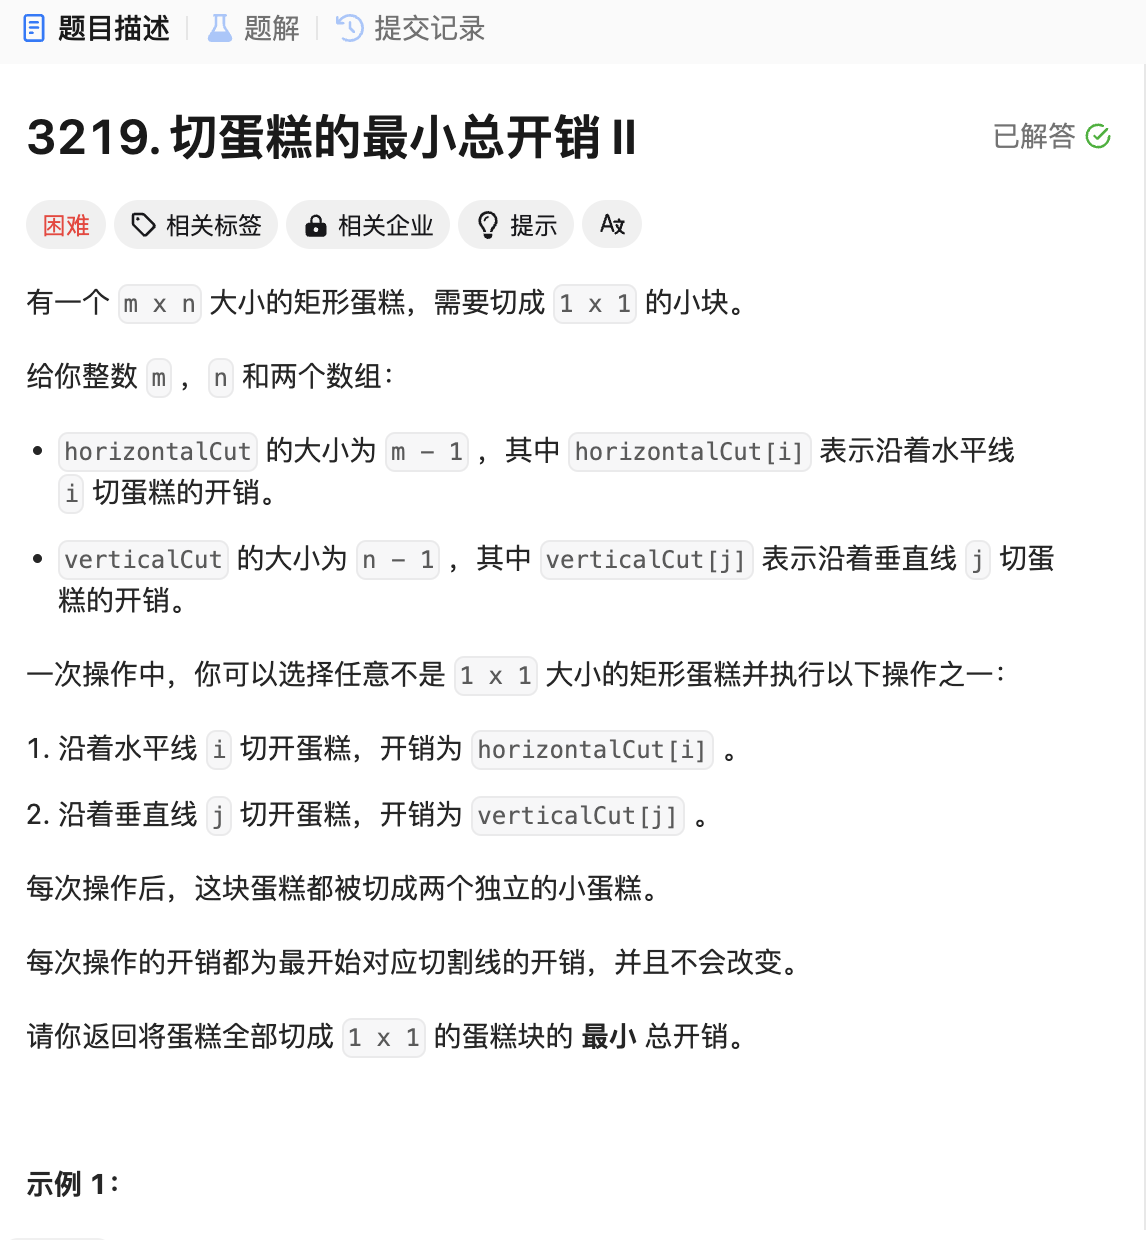 题目描述 | 题解 | 提交记录
3219. 切蛋糕的最小总开销 II
已解答
困难 相关标签 相关企业 提示
有一个 m x n 大小的矩形蛋糕，需要切成 1 x 1 的小块。
给你整数 m ，n 和两个数组：
• horizontalCut 的大小为 m - 1 ，其中 horizontalCut[i] 表示沿着水平线
i 切蛋糕的开销。
• verticalCut 的大小为 n - 1 ，其中 verticalCut[j] 表示沿着垂直线 j 切蛋
糕的开销。
一次操作中，你可以选择任意不是 1 x 1 大小的矩形蛋糕并执行以下操作之一：
1. 沿着水平线 i 切开蛋糕，开销为 horizontalCut[i] 。
2. 沿着垂直线 j 切开蛋糕，开销为 verticalCut[j] 。
每次操作后，这块蛋糕都被切成两个独立的小蛋糕。
每次操作的开销都为最开始对应切割线的开销，并且不会改变。
请你返回将蛋糕全部切成 1 x 1 的蛋糕块的 最小 总开销。
示例 1：